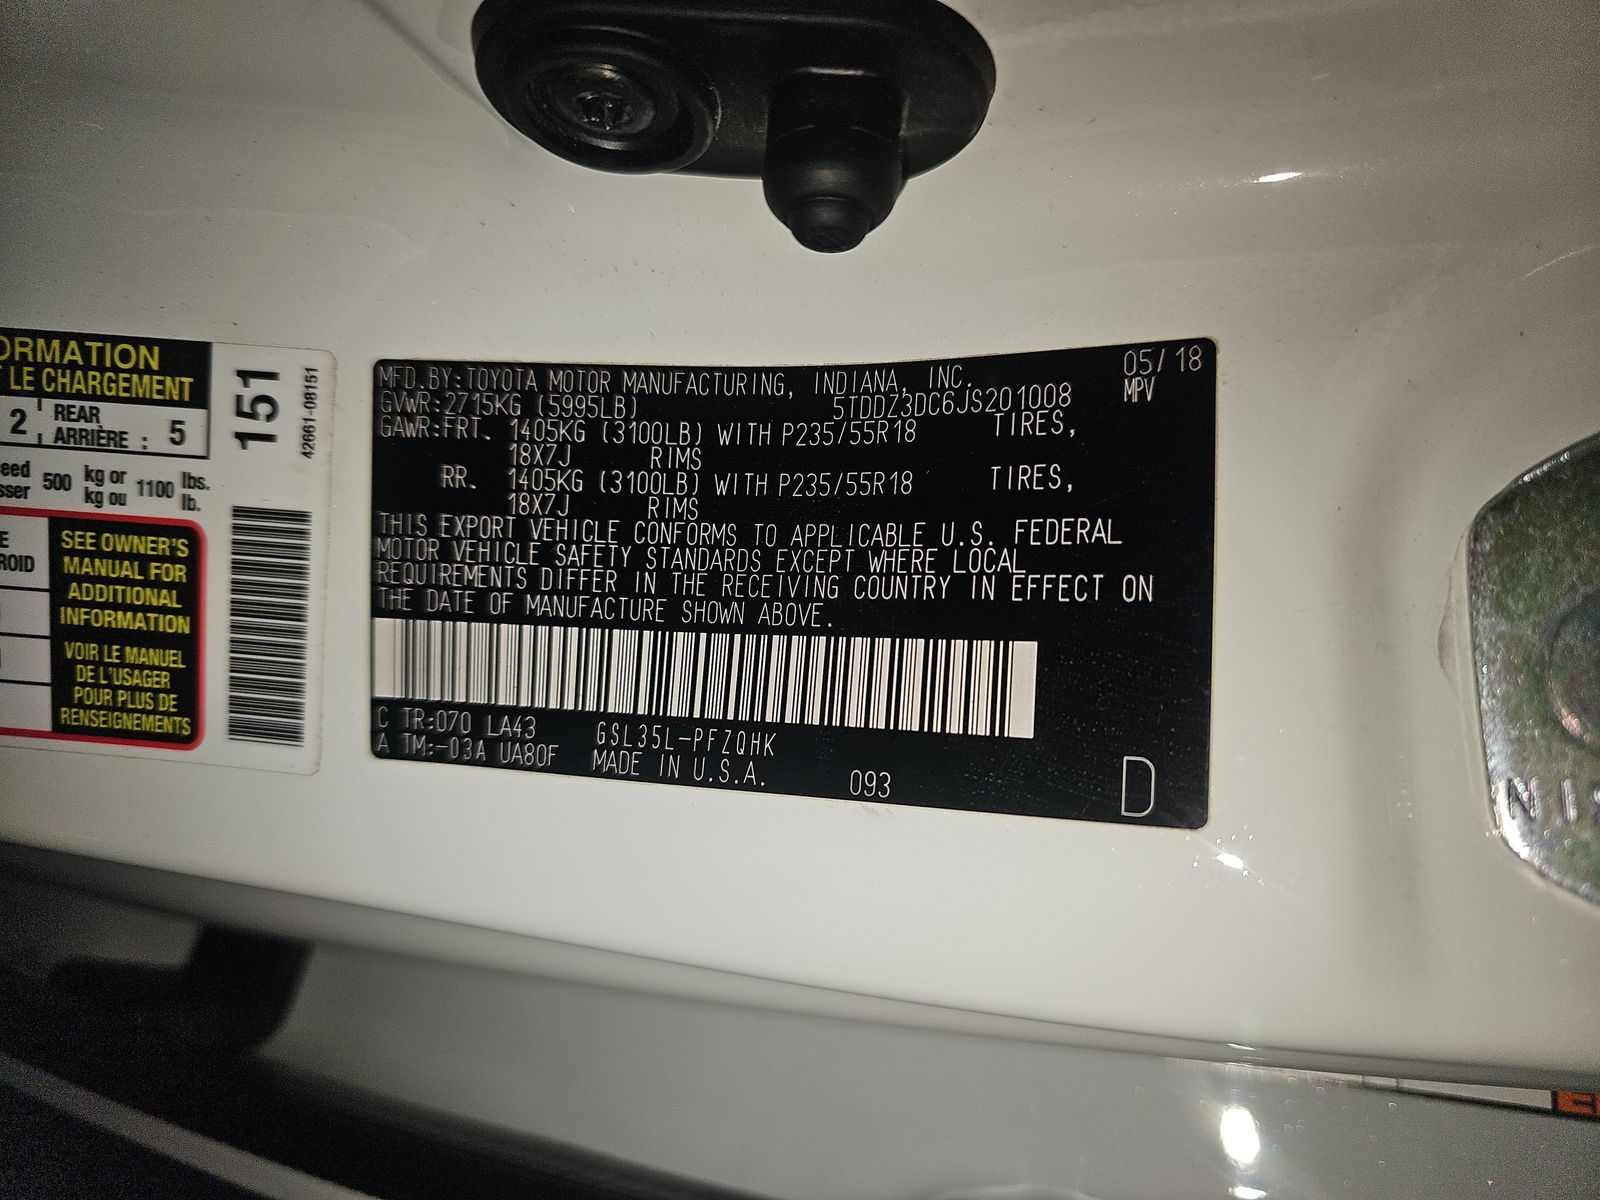 ORMATION
LE CHARGEMENT
2 REAR
ARRIÈRE : 5
500 kg or 1100 lbs.
kg ou lb.
SEE OWNER'S
MANUAL FOR
ADDITIONAL
INFORMATION
VOIR LE MANUEL
DE L'USAGER
POUR PLUS DE
RENSEIGNEMENTS
151
42661-08151
MFD.BY:TOYOTA MOTOR MANUFACTURING, INDIANA, INC. 05/18
GVWR:2715KG (5995LB) 5TDDZ3DC6JS201008 MPV
GAWR:FRT. 1405KG (3100LB) WITH P235/55R18 TIRES,
18X7J RIMS
RR. 1405KG (3100LB) WITH P235/55R18 TIRES,
18X7J RIMS
THIS EXPORT VEHICLE CONFORMS TO APPLICABLE U.S. FEDERAL
MOTOR VEHICLE SAFETY STANDARDS EXCEPT WHERE LOCAL
REQUIREMENTS DIFFER IN THE RECEIVING COUNTRY IN EFFECT ON
THE DATE OF MANUFACTURE SHOWN ABOVE.
C TR:070 LA43 GSL35L-PFZQHK
A TM:-03A UA80F MADE IN U.S.A. 093 D